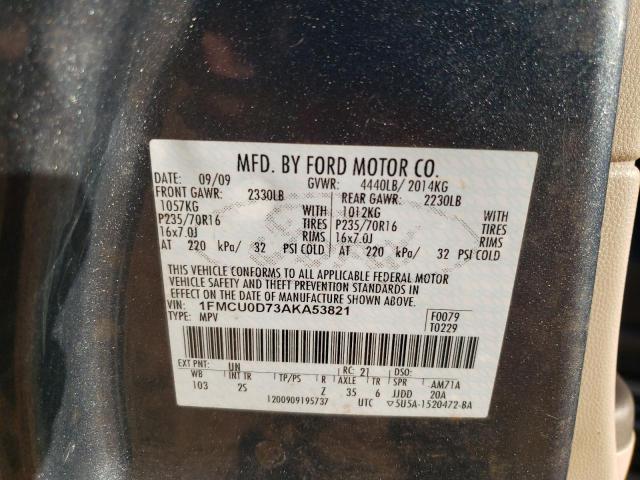 MFD. BY FORD MOTOR CO.
DATE: 09/09 GVWR: 4440LB/ 2014KG
FRONT GAWR: 2330LB REAR GAWR: 2230LB
1057KG WITH 1012KG WITH
P235/70R16 TIRES P235/70R16 TIRES
16x7.0J RIMS 16x7.0J RIMS
AT 220 kPa/ 32 PSI COLD AT 220 kPa/ 32 PSI COLD
THIS VEHICLE CONFORMS TO ALL APPLICABLE FEDERAL MOTOR
VEHICLE SAFETY AND THEFT PREVENTION STANDARDS IN
EFFECT ON THE DATE OF MANUFACTURE SHOWN ABOVE.
VIN: 1FMCU0D73AKA53821 F0079
TYPE: MPV T0229
EXT PNT: UN RC: 21 DSO:
WB INT TR TP/PS R AXLE TR SPR AM71A
103 2S Z 35 6 JJDD 20A
1200909195737 UTC ▽5U5A-1520472-BA
Ford